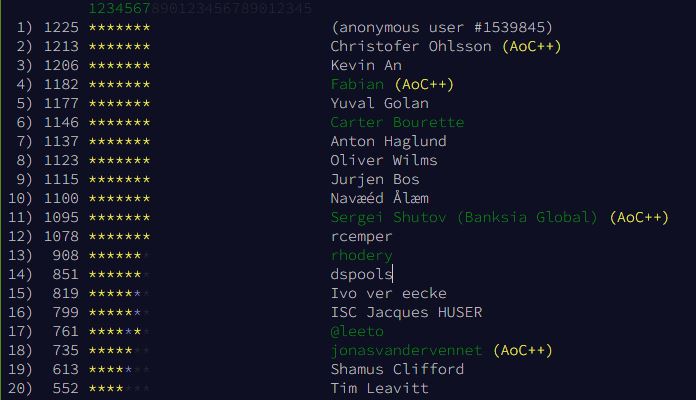 1234567890123456789012345
1) 1225 ******* (anonymous user #1539845)
2) 1213 ******* Christofer Ohlsson (AoC++)
3) 1206 ******* Kevin An
4) 1182 ******* Fabian (AoC++)
5) 1177 ******* Yuval Golan
6) 1146 ******* Carter Bourette
7) 1137 ******* Anton Haglund
8) 1123 ******* Oliver Wilms
9) 1115 ******* Jurjen Bos
10) 1100 ******* Navæéd Ålæm
11) 1095 ******* Sergei Shutov (Banksia Global) (AoC++)
12) 1078 ******* rcemper
13) 908 ******* rhodery
14) 851 ******* dspools
15) 819 ******* Ivo ver eecke
16) 799 ******* ISC Jacques HUSER
17) 761 ******* @leeto
18) 735 ******* jonasvandervennet (AoC++)
19) 613 ******* Shamus Clifford
20) 552 ******* Tim Leavitt